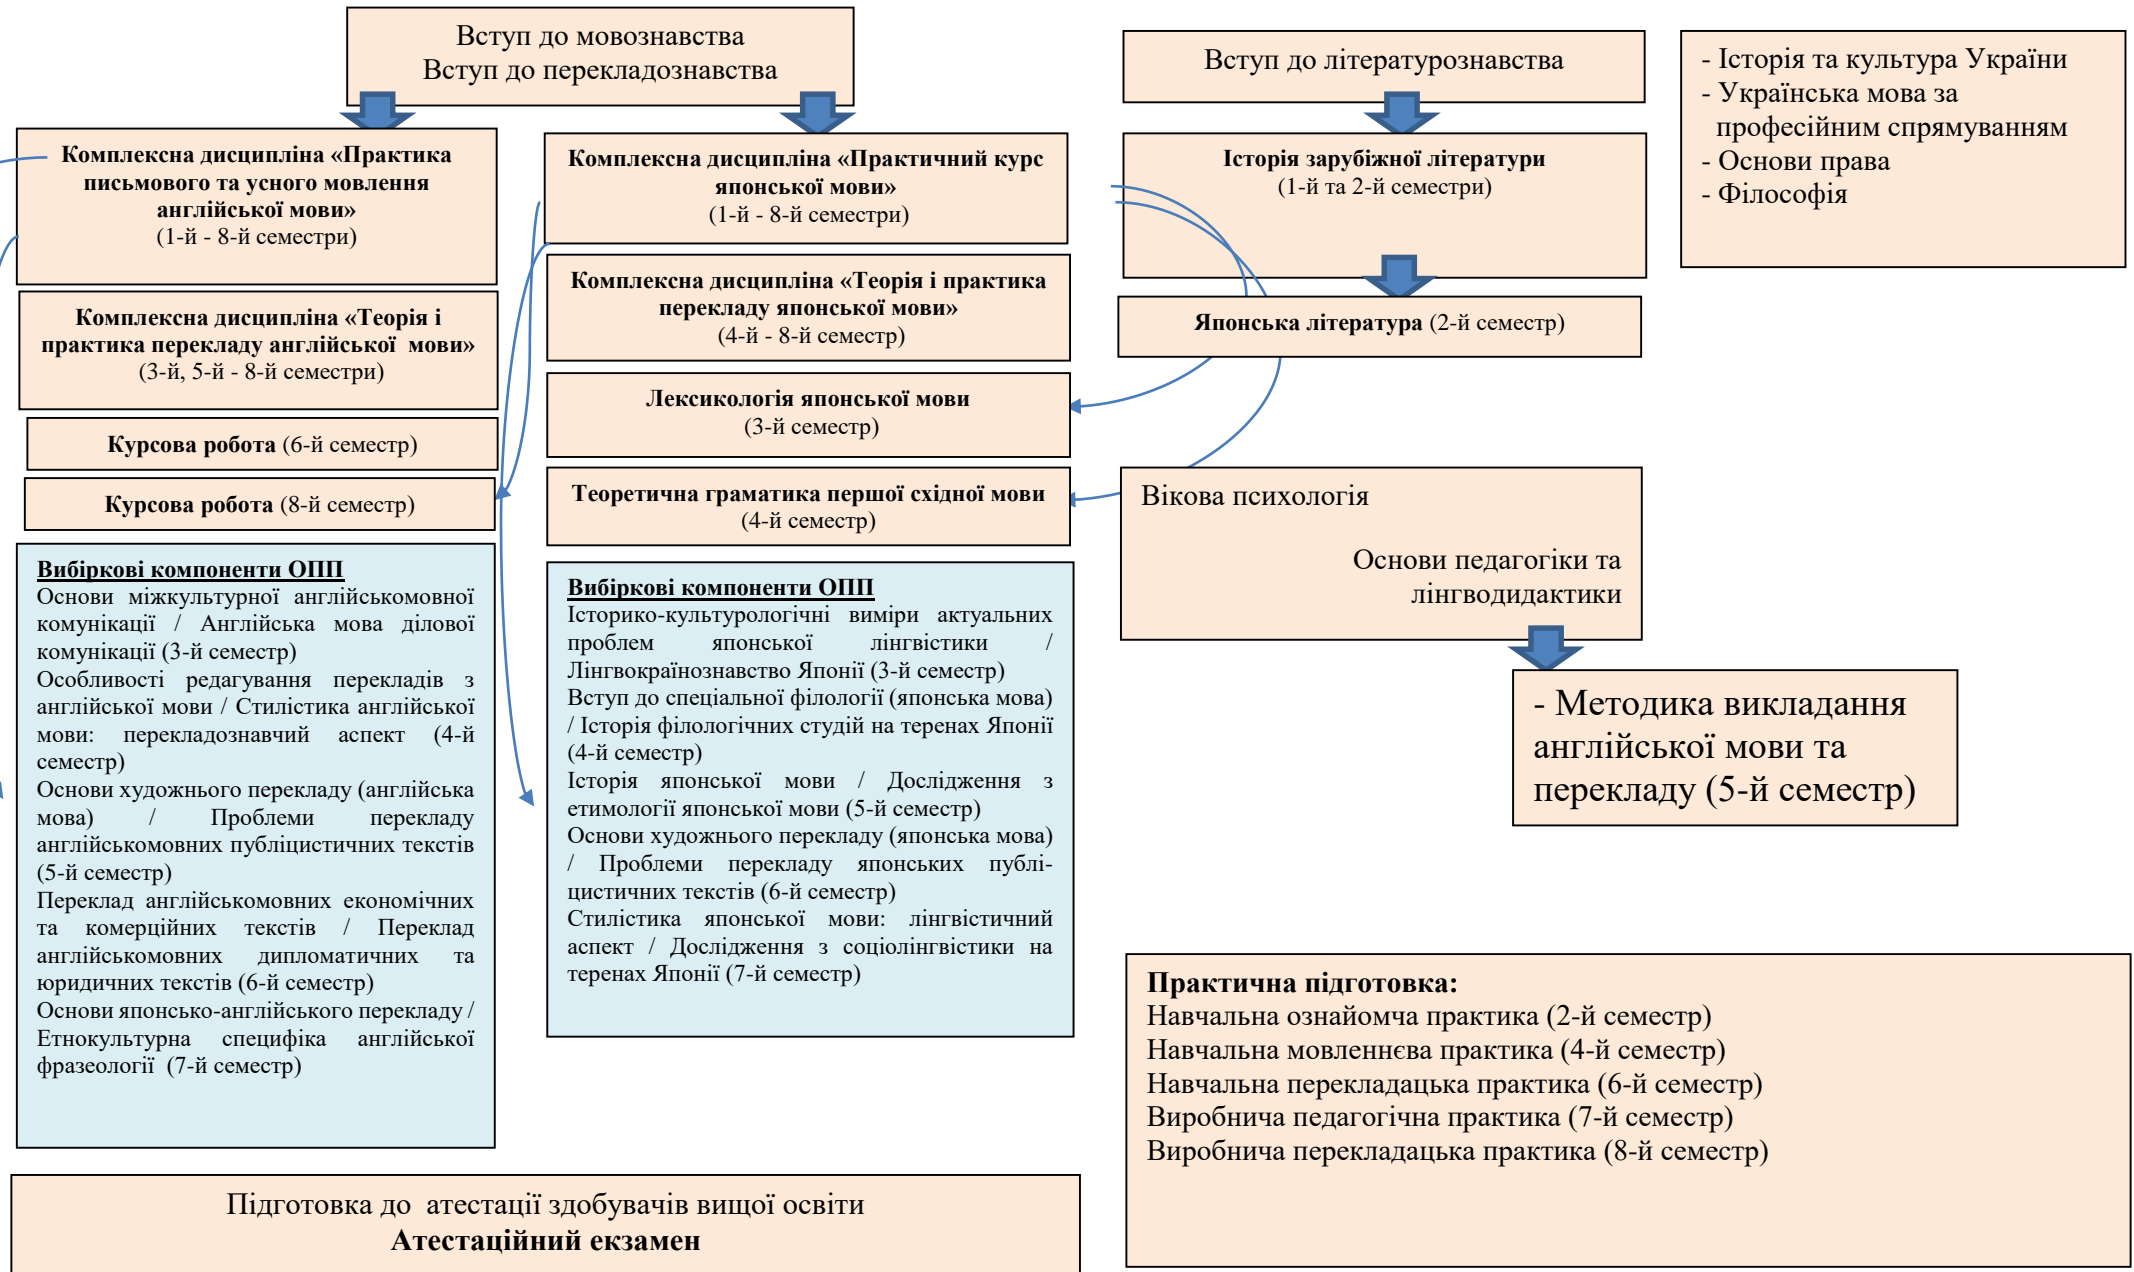 Вступ до мовознавства
Вступ до перекладознавства
Вступ до літературознавства
- Історія та культура України
- Українська мова за
професійним спрямуванням
- Основи права
- Філософія
Комплексна дисципліна «Практика
письмового та усного мовлення
англійської мови»
(1-й - 8-й семестри)
Комплексна дисципліна «Практичний курс
японської мови»
(1-й - 8-й семестри)
Історія зарубіжної літератури
(1-й та 2-й семестри)
Комплексна дисципліна «Теорія і
практика перекладу англійської  мови»
(3-й, 5-й - 8-й семестри)
Комплексна дисципліна «Теорія і практика
перекладу японської мови»
(4-й - 8-й семестр)
Японська література (2-й семестр)
Лексикологія японської мови
(3-й семестр)
Курсова робота (6-й семестр)
Курсова робота (8-й семестр)
Теоретична граматика першої східної мови
(4-й семестр)
Вікова психологія
Основи педагогіки та
лінгводидактики
- Методика викладання
англійської мови та
перекладу (5-й семестр)
Вибіркові компоненти ОПП
Основи міжкультурної англійськомовної
комунікації / Англійська мова ділової
комунікації (3-й семестр)
Особливості редагування перекладів з
англійської мови / Стилістика англійської
мови: перекладознавчий аспект (4-й
семестр)
Основи художнього перекладу (англійська
мова) / Проблеми перекладу
англійськомовних публіцистичних текстів
(5-й семестр)
Переклад англійськомовних економічних
та комерційних текстів / Переклад
англійськомовних дипломатичних та
юридичних текстів (6-й семестр)
Основи японсько-англійського перекладу /
Етнокультурна специфіка англійської
фразеології  (7-й семестр)
Вибіркові компоненти ОПП
Історико-культурологічні виміри актуальних
проблем японської лінгвістики /
Лінгвокраїнознавство Японії (3-й семестр)
Вступ до спеціальної філології (японська мова)
/ Історія філологічних студій на теренах Японії
(4-й семестр)
Історія японської мови / Дослідження з
етимології японської мови (5-й семестр)
Основи художнього перекладу (японська мова)
/ Проблеми перекладу японських публі-
цистичних текстів (6-й семестр)
Стилістика японської мови: лінгвістичний
аспект / Дослідження з соціолінгвістики на
теренах Японії (7-й семестр)
Практична підготовка:
Навчальна ознайомча практика (2-й семестр)
Навчальна мовленнєва практика (4-й семестр)
Навчальна перекладацька практика (6-й семестр)
Виробнича педагогічна практика (7-й семестр)
Виробнича перекладацька практика (8-й семестр)
Підготовка до  атестації здобувачів вищої освіти
Атестаційний екзамен